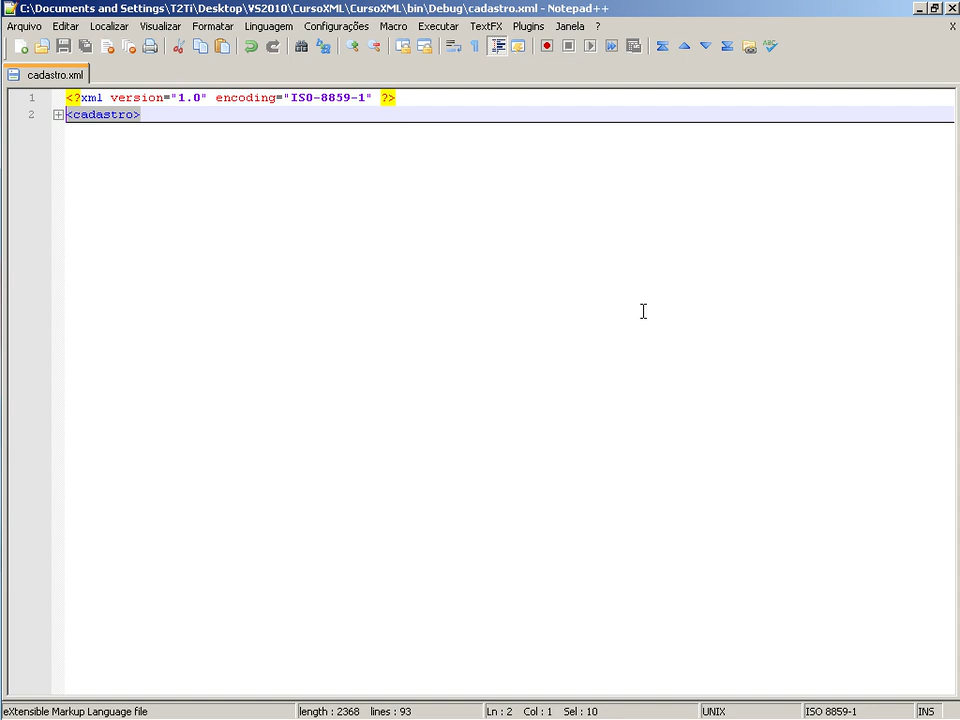 C:\Documents and Settings\T2Ti\Desktop\VS2010\CursoXML\CursoXML\bin\Debug\cadastro.xml - Notepad++
Arquivo Editar Localizar Visualizar Formatar Linguagem Configurações Macro Executar TextFX Plugins Janela ? X
cadastro.xml
1 <?xml version="1.0" encoding="ISO-8859-1" ?>
2 <cadastro>
eXtensible Markup Language file length : 2368 lines : 93 Ln : 2 Col : 1 Sel : 10 UNIX ISO 8859-1 INS